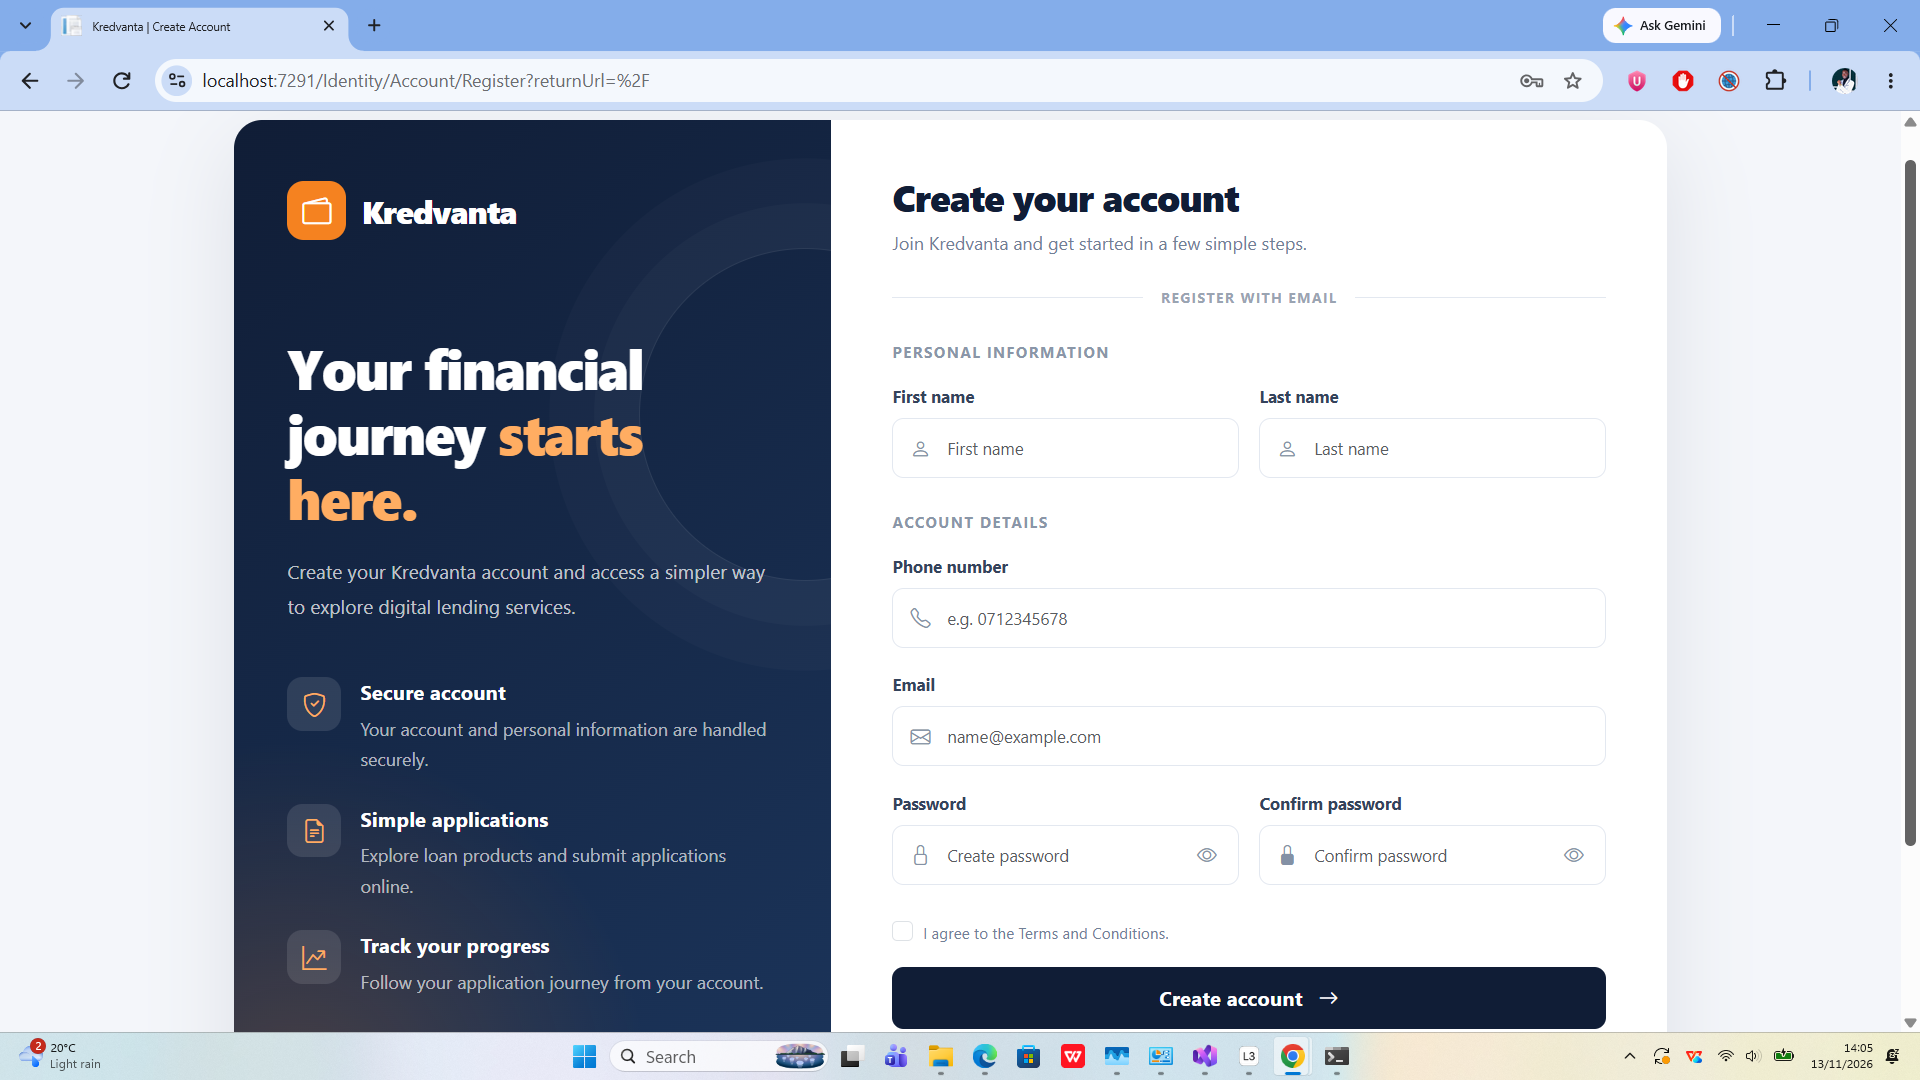 Kredvanta | Create Account
Ask Gemini
localhost:7291/Identity/Account/Register?returnUrl=%2F
Kredvanta
Your financial
journey starts
here.
Create your Kredvanta account and access a simpler way
to explore digital lending services.
Secure account
Your account and personal information are handled
securely.
Simple applications
Explore loan products and submit applications
online.
Track your progress
Follow your application journey from your account.
Create your account
Join Kredvanta and get started in a few simple steps.
REGISTER WITH EMAIL
PERSONAL INFORMATION
First name
Last name
First name
Last name
ACCOUNT DETAILS
Phone number
e.g. 0712345678
Email
name@example.com
Password
Confirm password
Create password
Confirm password
I agree to the Terms and Conditions.
Create account
2
20°C
Light rain
Search
L3
14:05
13/11/2026